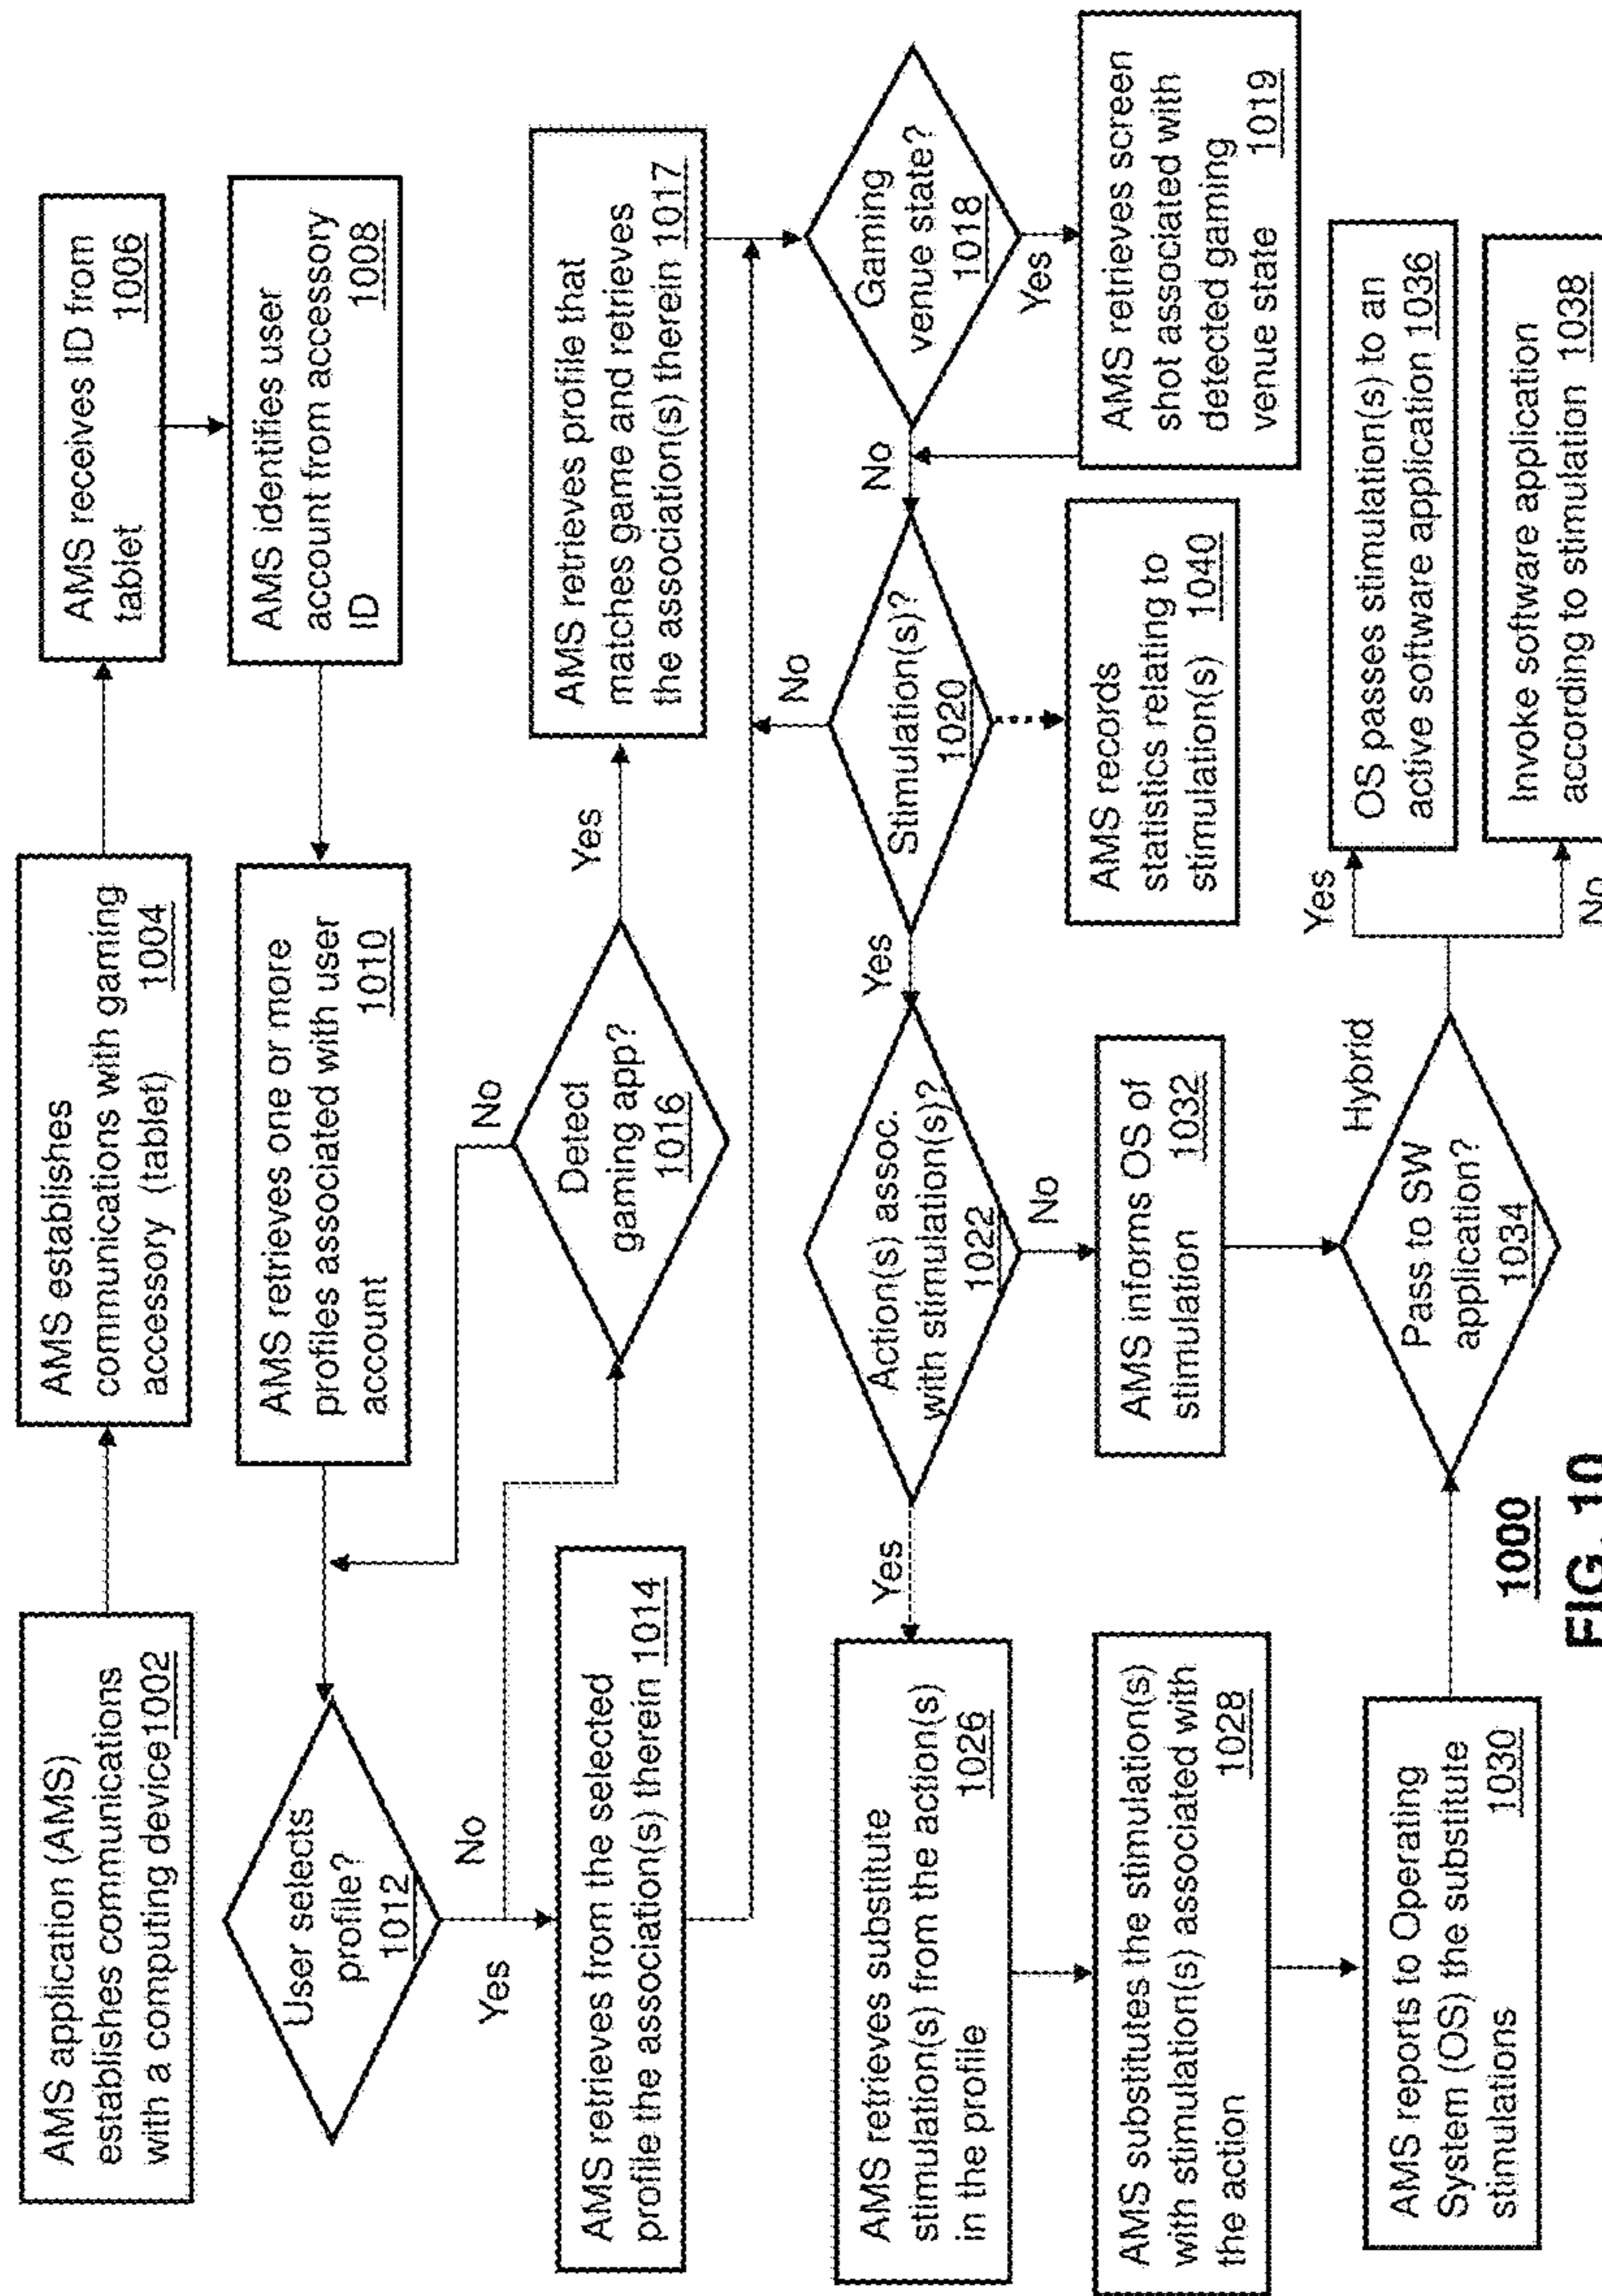 AMS application (AMS)
establishes communications
with a computing device 1002
AMS establishes
communications with gaming
accessory (tablet) 1004
AMS receives ID from
tablet 1006
AMS identifies user
account from accessory
ID 1008
AMS retrieves one or more
profiles associated with user
account 1010
User selects
profile?
1012
No
Yes
AMS retrieves from the selected
profile the association(s) therein 1014
Detect
gaming app?
1016
No
Yes
AMS retrieves profile that
matches game and retrieves
the association(s) therein 1017
Gaming
venue state?
1018
No
Yes
AMS retrieves screen
shot associated with
detected gaming
venue state 1019
Stimulation(s)?
1020
No
Yes
AMS records
statistics relating to
stimulation(s) 1040
Action(s) assoc.
with stimulation(s)?
1022
Yes
No
AMS retrieves substitute
stimulation(s) from the action(s)
in the profile 1026
AMS substitutes the stimulation(s)
with stimulation(s) associated with
the action 1028
AMS reports to Operating
System (OS) the substitute
stimulations 1030
AMS informs OS of
stimulation 1032
Pass to SW
application?
1034
Hybrid
Yes
No
OS passes stimulation(s) to an
active software application 1036
Invoke software application
according to stimulation 1038
1000
FIG. 10